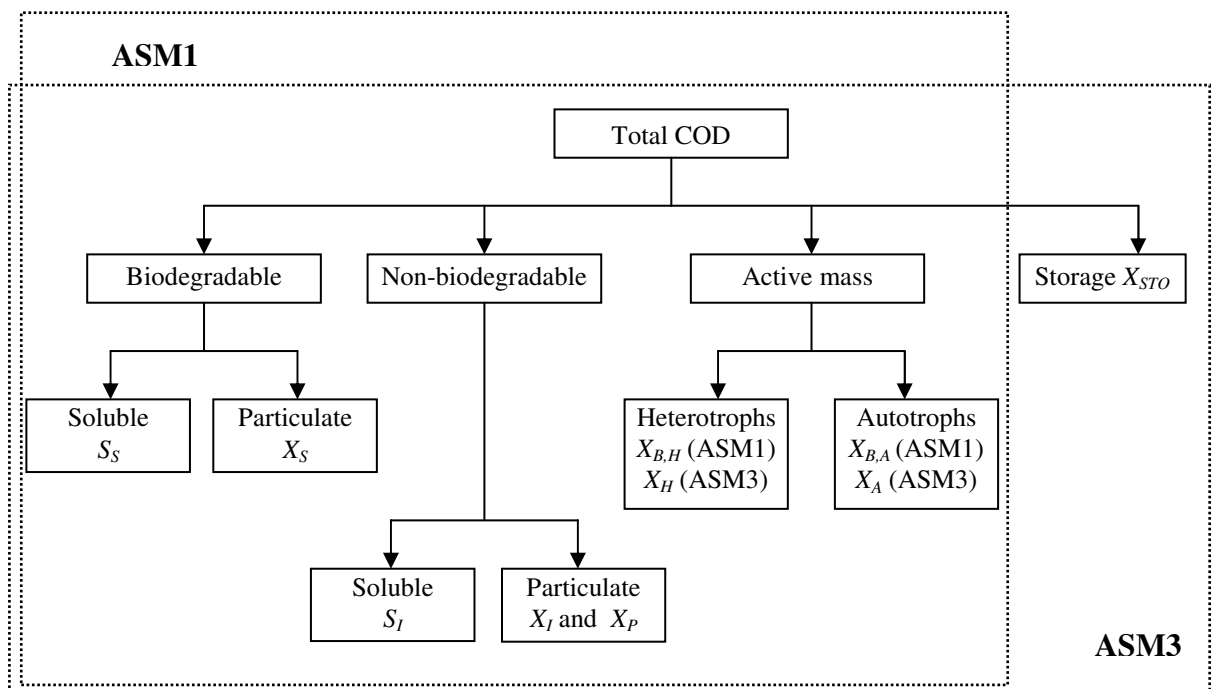 ASM1
Total COD
Biodegradable
Non-biodegradable
Active mass
Storage X_STO
Soluble
S_S
Particulate
X_S
Heterotrophs
X_B,H (ASM1)
X_H (ASM3)
Autotrophs
X_B,A (ASM1)
X_A (ASM3)
Soluble
S_I
Particulate
X_I and X_P
ASM3